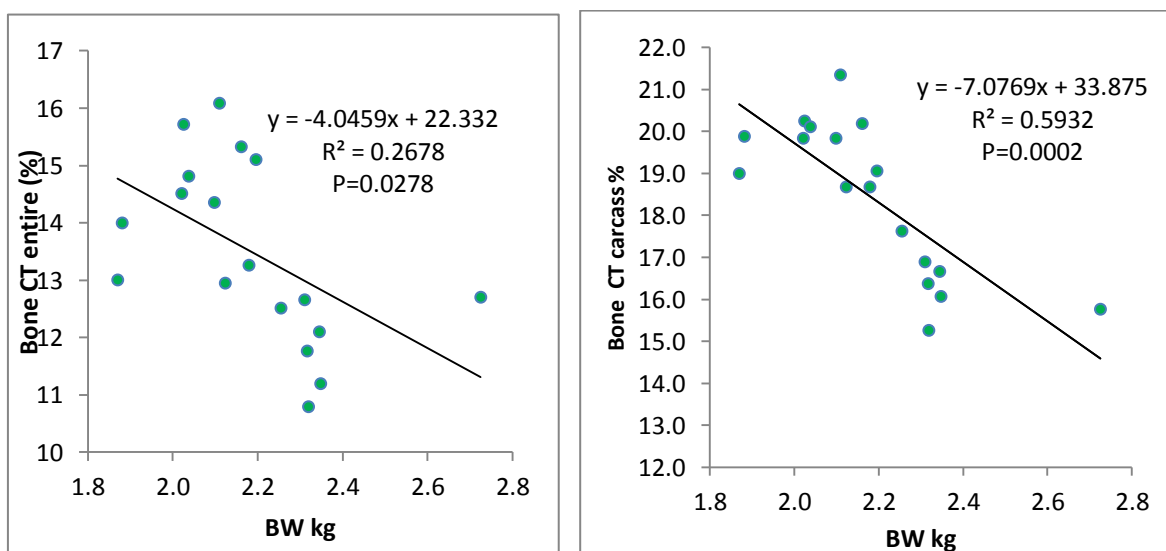 17
16
15
14
13
12
11
10
Bone CT entire (%)
y = -4.0459x + 22.332
R² = 0.2678
P=0.0278
1.8 2.0 2.2 2.4 2.6 2.8
BW kg
22.0
21.0
20.0
19.0
18.0
17.0
16.0
15.0
14.0
13.0
12.0
Bone CT carcass%
y = -7.0769x + 33.875
R² = 0.5932
P=0.0002
1.8 2.0 2.2 2.4 2.6 2.8
BW kg